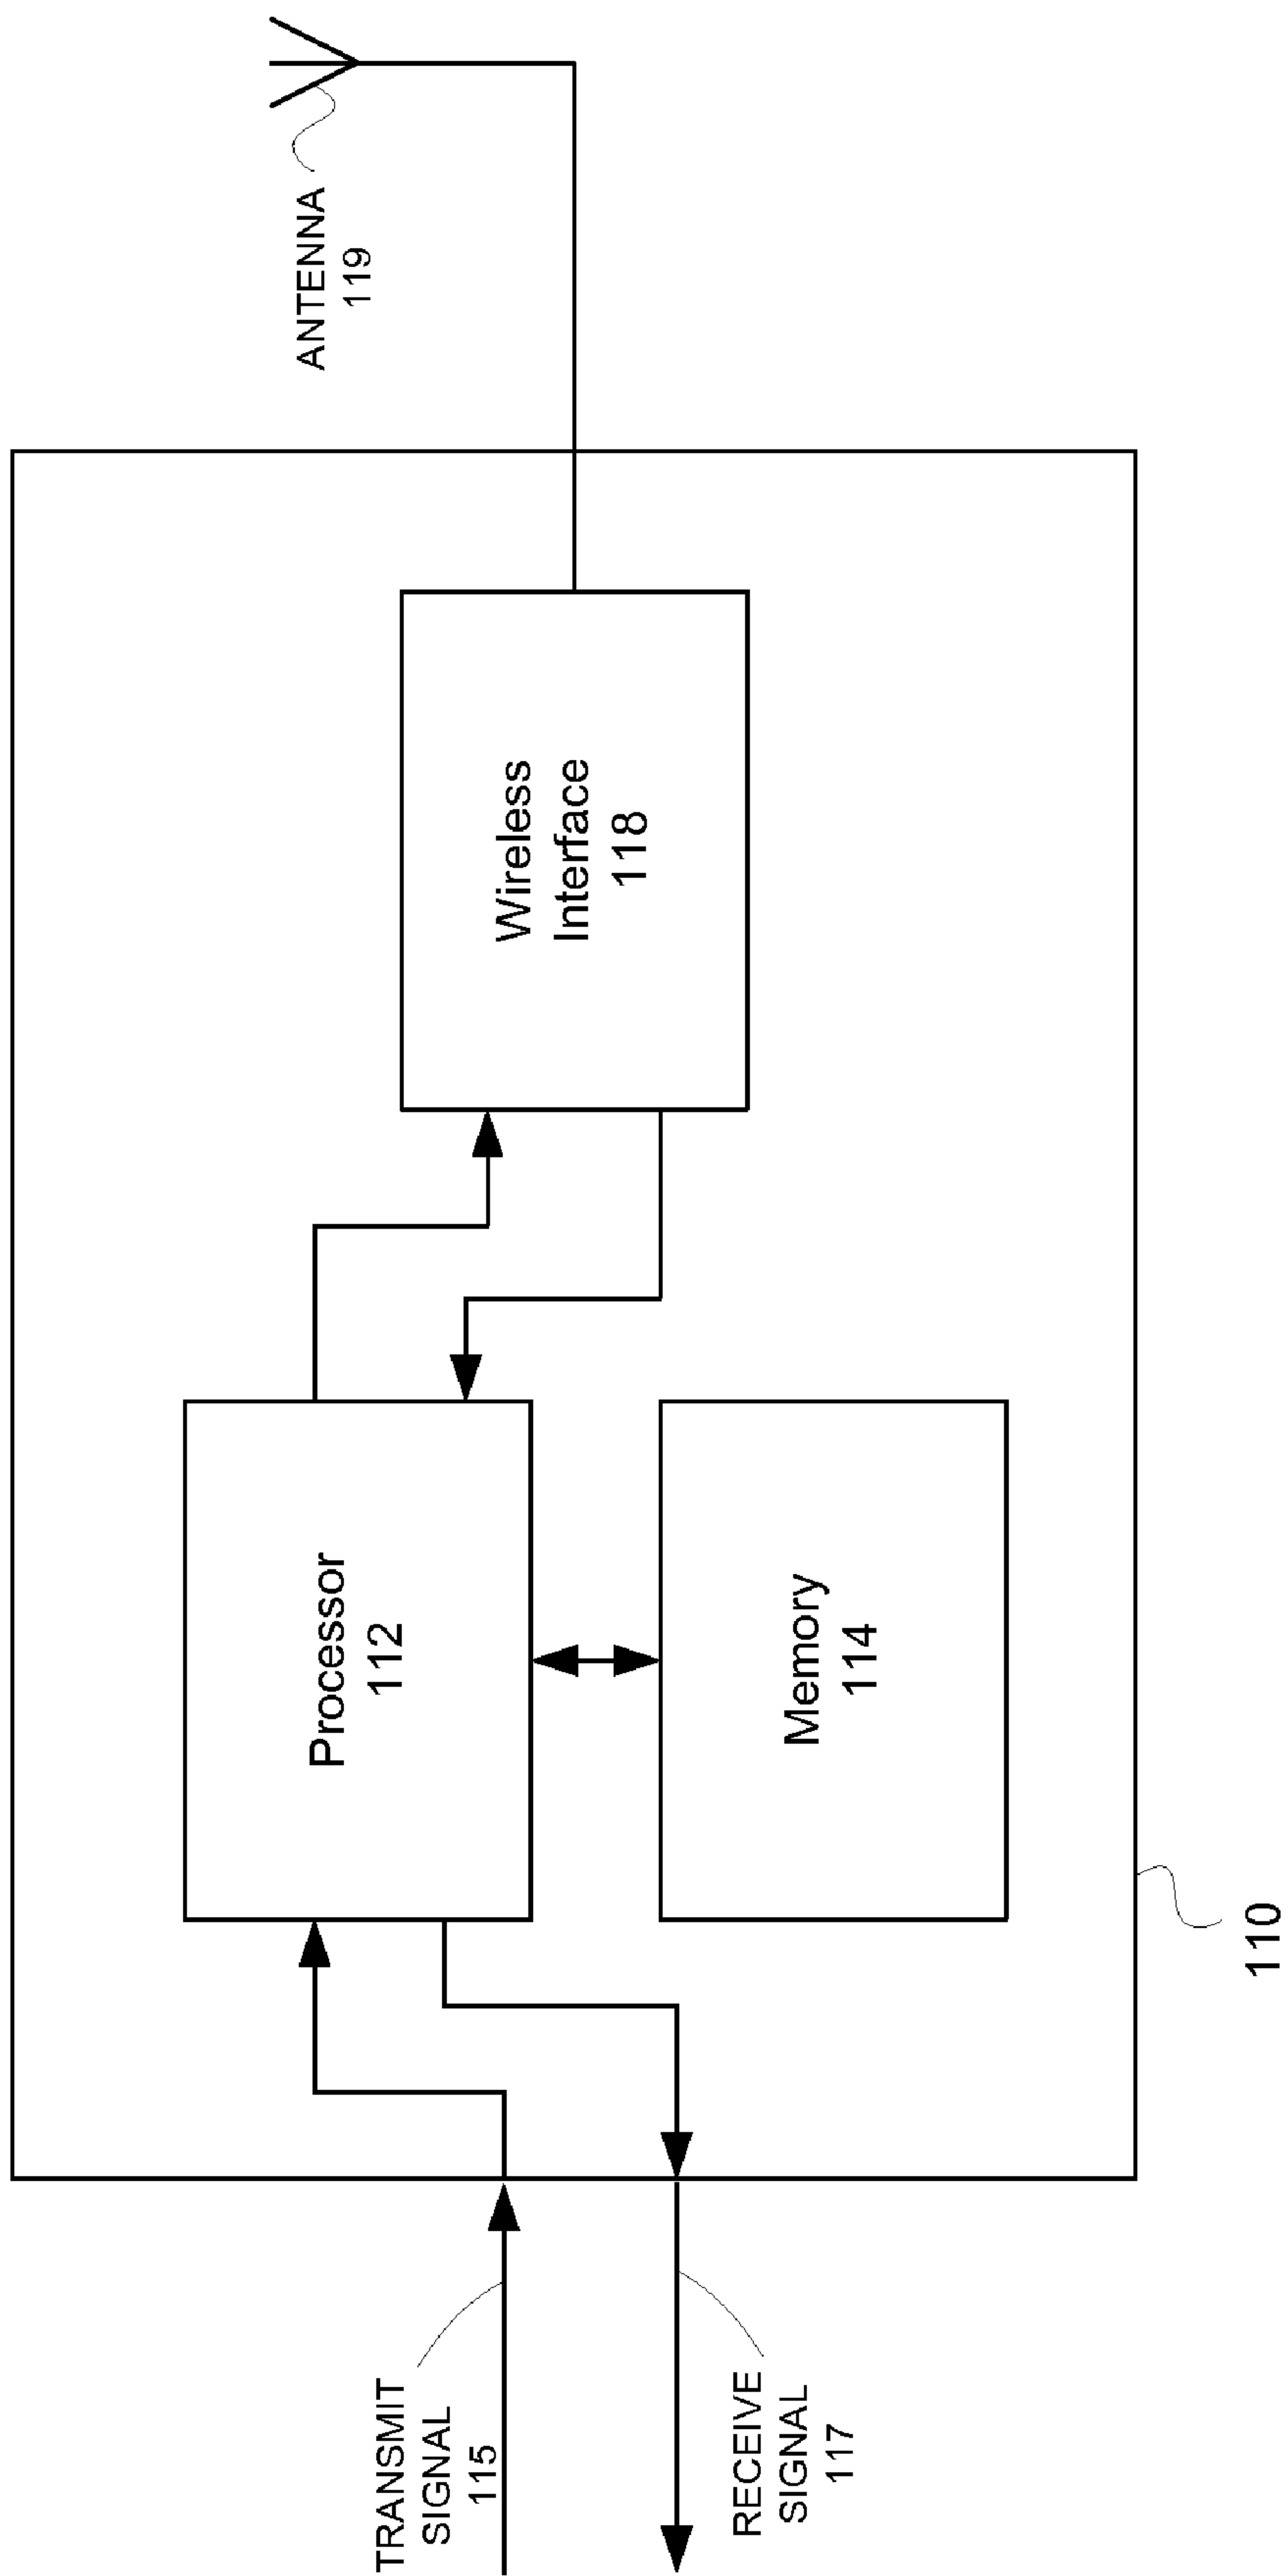 ANTENNA
119
Wireless
Interface
118
Processor
112
Memory
114
TRANSMIT
SIGNAL
115
RECEIVE
SIGNAL
117
110